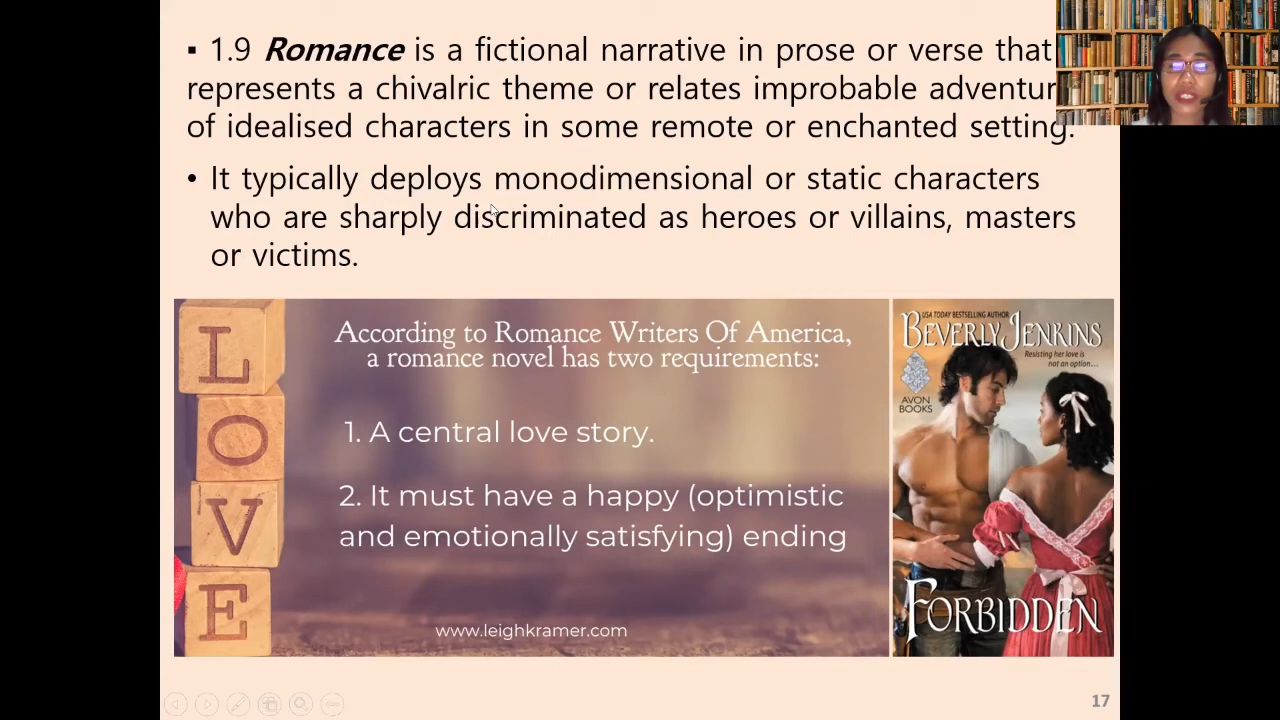 ▪ 1.9 Romance is a fictional narrative in prose or verse that
represents a chivalric theme or relates improbable adventur
of idealised characters in some remote or enchanted setting.
• It typically deploys monodimensional or static characters
who are sharply discriminated as heroes or villains, masters
or victims.
LOVE
According to Romance Writers Of America,
a romance novel has two requirements:
1. A central love story.
2. It must have a happy (optimistic
and emotionally satisfying) ending
www.leighkramer.com
USA TODAY BESTSELLING AUTHOR
BEVERLY JENKINS
Resisting her love is
not an option...
AVON
BOOKS
FORBIDDEN
17